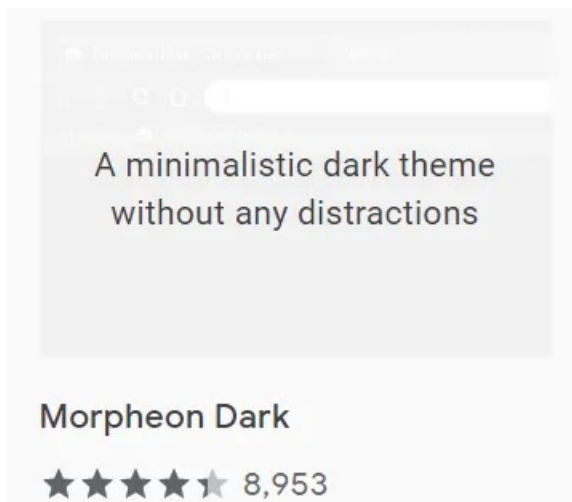 A minimalistic dark theme
without any distractions
Morpheon Dark
8,953